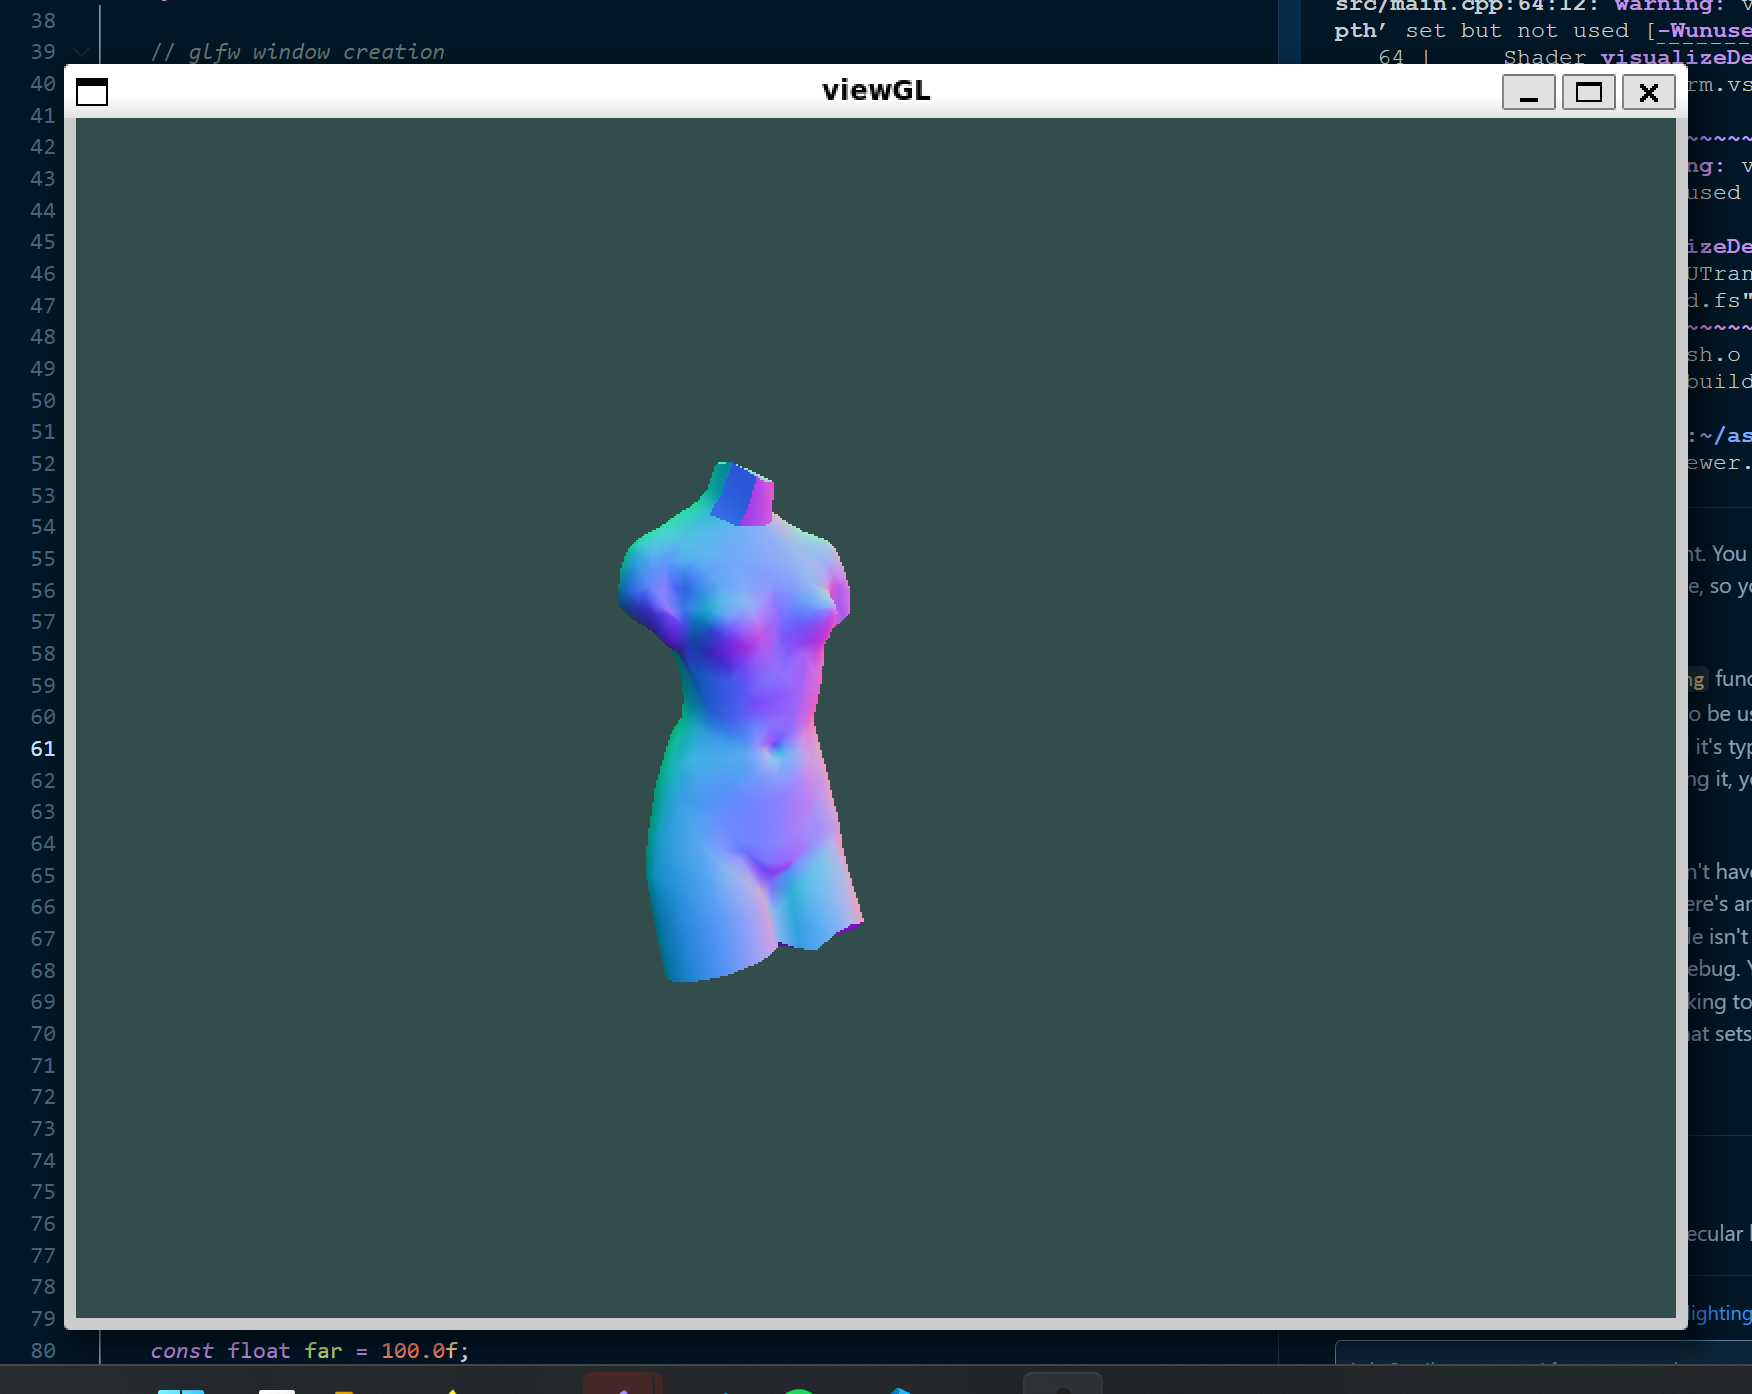 38
39 // glfw window creation
40
41
42
43
44
45
46
47
48
49
50
51
52
53
54
55
56
57
58
59
60
61
62
63
64
65
66
67
68
69
70
71
72
73
74
75
76
77
78
79
80 const float far = 100.0f;
viewGL
src/main.cpp:64:12: warning: v
pth’ set but not used [-Wunuse
64 | Shader visualizeDe
rm.vs
~~~~~
ng: v
used
izeDe
UTran
d.fs"
~~~~~
sh.o
build
:~/as
ewer.
nt. You
e, so yo
ng func
o be us
it's typ
ng it, yo
n't have
ere's an
le isn't
ebug. Y
king to
nat sets
ecular l
lighting